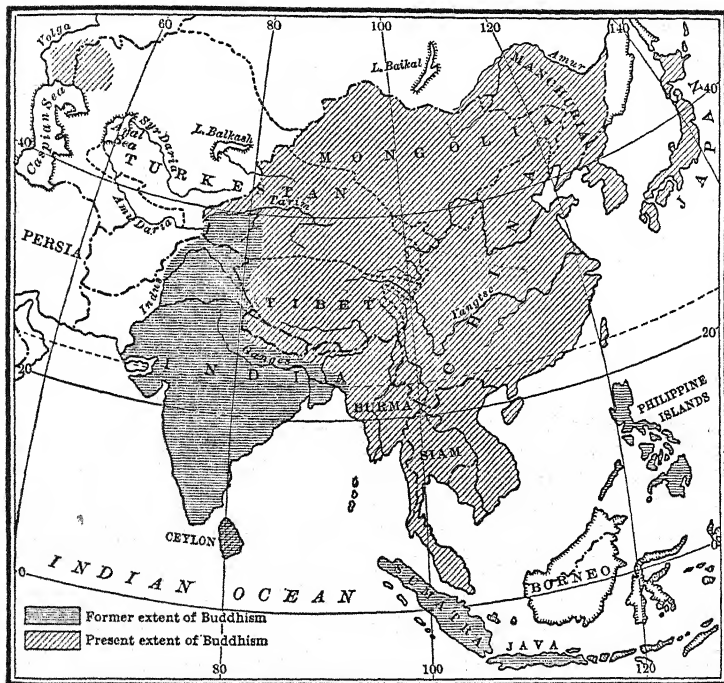 60
80
100
120
140
Volga
L. Baikal
Amur
MANCHURIA
40
Caspian Sea
Aral Sea
Syr-Daria
L. Balkash
MONGOLIA
JAPAN
40
TURKESTAN
Tarim
Amu Daria
PERSIA
CHINA
Indus
TIBET
Yangtse
Ganges
20
INDIA
20
BURMA
PHILIPPINE
ISLANDS
SIAM
CEYLON
0
INDIAN OCEAN
SUMATRA
BORNEO
0
Former extent of Buddhism
Present extent of Buddhism
JAVA
80
100
120